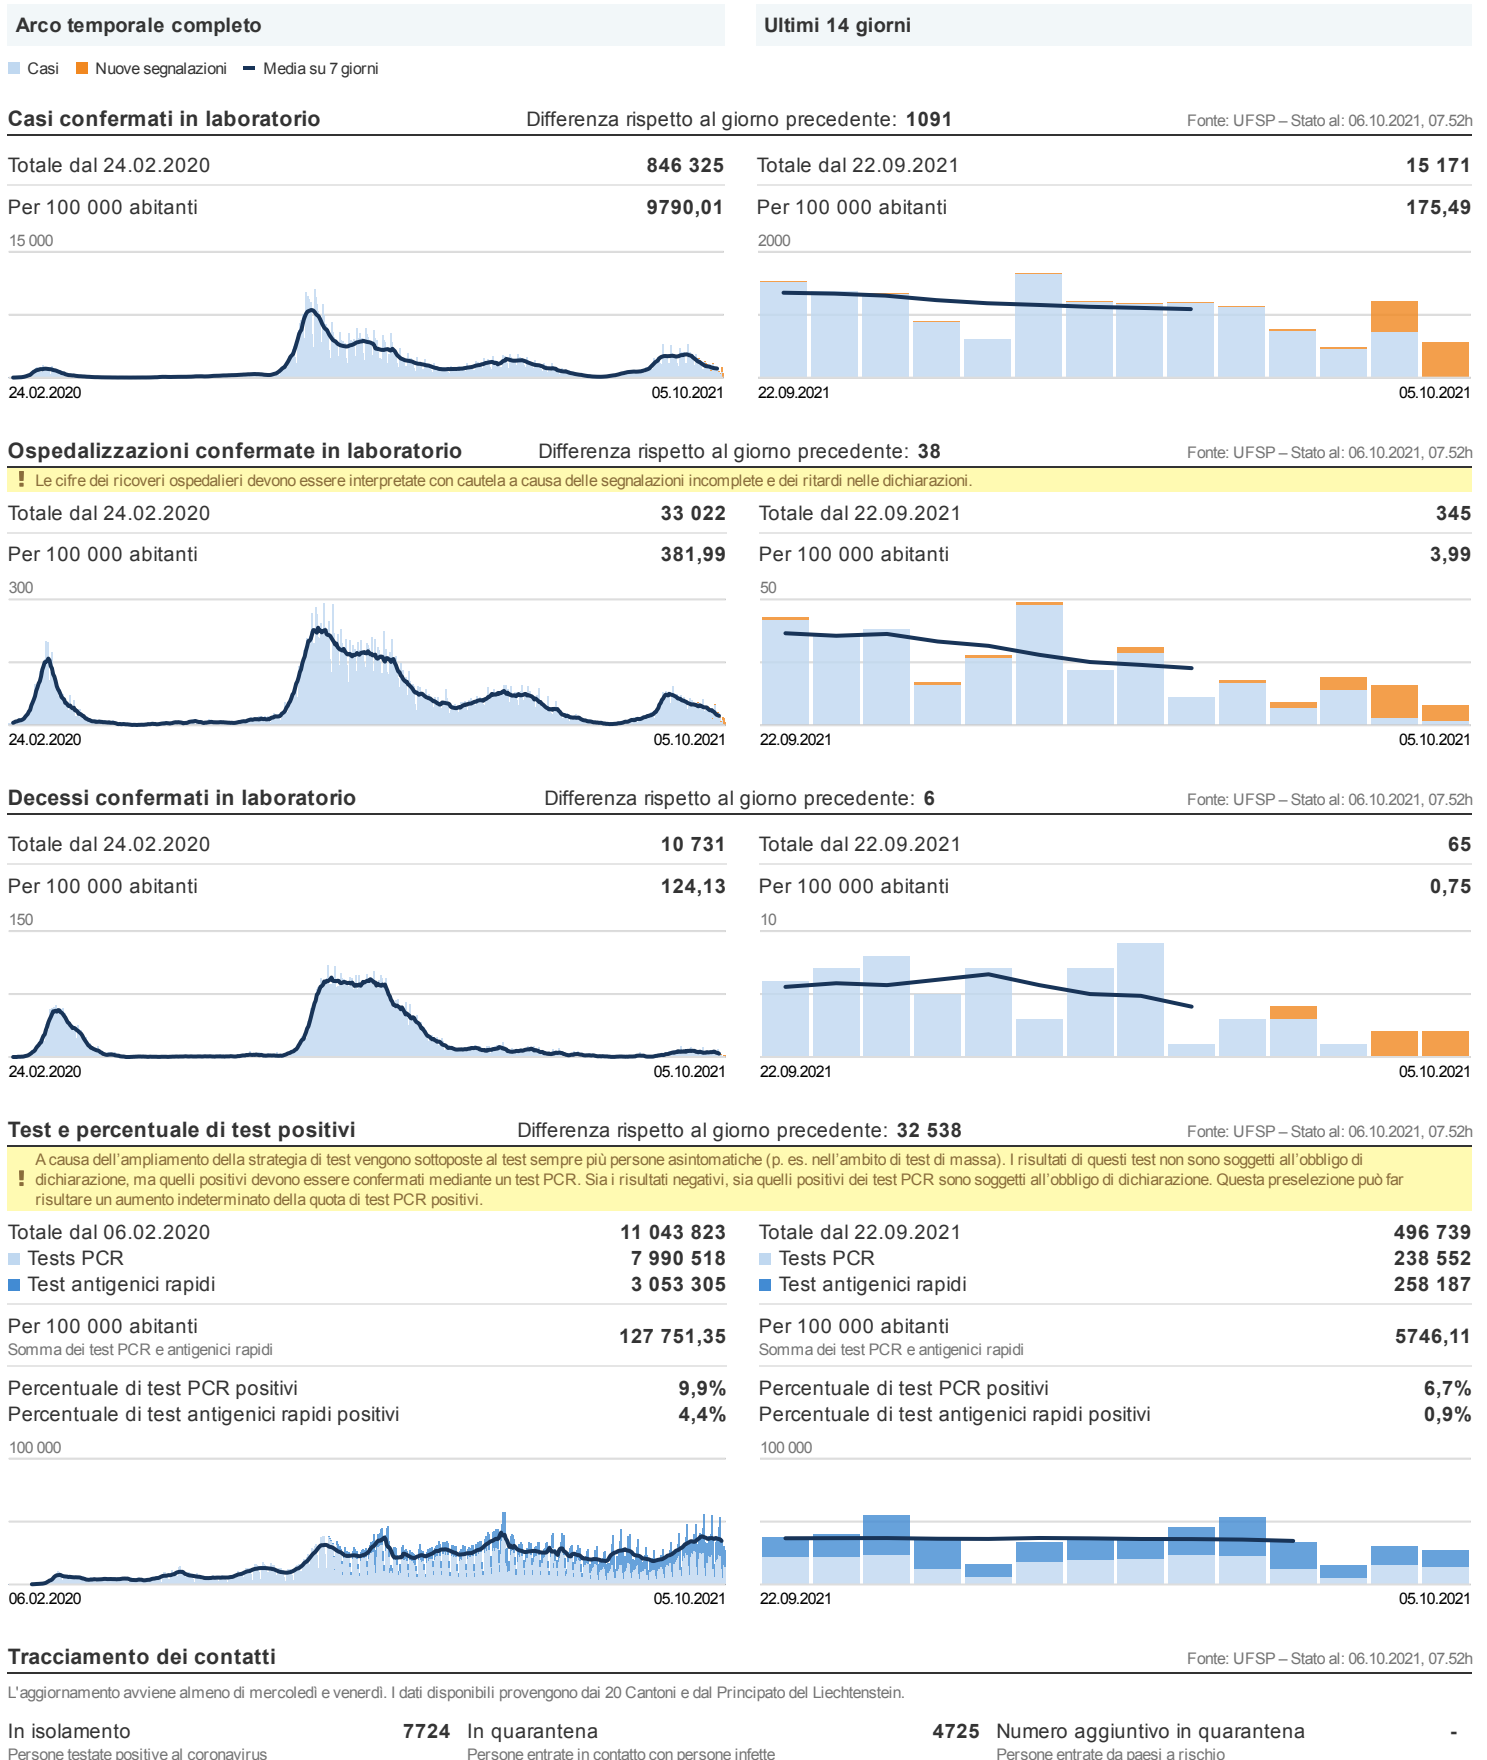 Arco temporale completo
Ultimi 14 giorni
Casi Nuove segnalazioni Media su 7 giorni
Casi confermati in laboratorio Differenza rispetto al giorno precedente: 1091 Fonte: UFSP – Stato al: 06.10.2021, 07.52h
Totale dal 24.02.2020 846 325
Per 100 000 abitanti 9790,01
15 000
24.02.2020 05.10.2021
Totale dal 22.09.2021 15 171
Per 100 000 abitanti 175,49
2000
22.09.2021 05.10.2021
Ospedalizzazioni confermate in laboratorio Differenza rispetto al giorno precedente: 38 Fonte: UFSP – Stato al: 06.10.2021, 07.52h
! Le cifre dei ricoveri ospedalieri devono essere interpretate con cautela a causa delle segnalazioni incomplete e dei ritardi nelle dichiarazioni.
Totale dal 24.02.2020 33 022
Per 100 000 abitanti 381,99
300
24.02.2020 05.10.2021
Totale dal 22.09.2021 345
Per 100 000 abitanti 3,99
50
22.09.2021 05.10.2021
Decessi confermati in laboratorio Differenza rispetto al giorno precedente: 6 Fonte: UFSP – Stato al: 06.10.2021, 07.52h
Totale dal 24.02.2020 10 731
Per 100 000 abitanti 124,13
150
24.02.2020 05.10.2021
Totale dal 22.09.2021 65
Per 100 000 abitanti 0,75
10
22.09.2021 05.10.2021
Test e percentuale di test positivi Differenza rispetto al giorno precedente: 32 538 Fonte: UFSP – Stato al: 06.10.2021, 07.52h
A causa dell'ampliamento della strategia di test vengono sottoposte al test sempre più persone asintomatiche (p. es. nell'ambito di test di massa). I risultati di questi test non sono soggetti all'obbligo di
! dichiarazione, ma quelli positivi devono essere confermati mediante un test PCR. Sia i risultati negativi, sia quelli positivi dei test PCR sono soggetti all'obbligo di dichiarazione. Questa preselezione può far
risultare un aumento indeterminato della quota di test PCR positivi.
Totale dal 06.02.2020 11 043 823
Tests PCR 7 990 518
Test antigenici rapidi 3 053 305
Per 100 000 abitanti 127 751,35
Somma dei test PCR e antigenici rapidi
Percentuale di test PCR positivi 9,9%
Percentuale di test antigenici rapidi positivi 4,4%
100 000
06.02.2020 05.10.2021
Totale dal 22.09.2021 496 739
Tests PCR 238 552
Test antigenici rapidi 258 187
Per 100 000 abitanti 5746,11
Somma dei test PCR e antigenici rapidi
Percentuale di test PCR positivi 6,7%
Percentuale di test antigenici rapidi positivi 0,9%
100 000
22.09.2021 05.10.2021
Tracciamento dei contatti Fonte: UFSP – Stato al: 06.10.2021, 07.52h
L'aggiornamento avviene almeno di mercoledì e venerdì. I dati disponibili provengono dai 20 Cantoni e dal Principato del Liechtenstein.
In isolamento 7724
Persone testate positive al coronavirus
In quarantena 4725
Persone entrate in contatto con persone infette
Numero aggiuntivo in quarantena -
Persone entrate da paesi a rischio